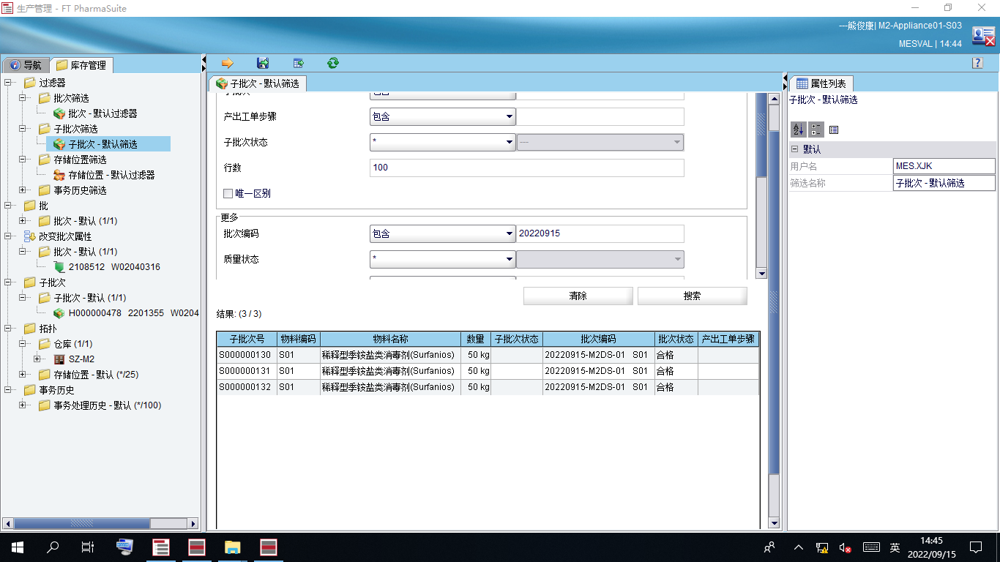 生产管理 - FT PharmaSuite
---熊俊康| M2-Appliance01-S03
MESVAL | 14:44
导航
库存管理
过滤器
批次筛选
批次 - 默认过滤器
子批次筛选
子批次 - 默认筛选
存储位置筛选
存储位置 - 默认过滤器
事务历史筛选
批
批次 - 默认 (1/1)
改变批次属性
批次 - 默认 (1/1)
2108512 W02040316
子批次
子批次 - 默认 (1/1)
H000000478 2201355 W0204
拓扑
仓库 (1/1)
SZ-M2
存储位置 - 默认 (*/25)
事务历史
事务处理历史 - 默认 (*/100)
子批次 - 默认筛选
产出工单步骤 包含
子批次状态 * ---
行数 100
唯一区别
更多
批次编码 包含 20220915
质量状态 *
清除 搜索
结果: (3 / 3)
子批次号 物料编码 物料名称 数量 子批次状态 批次编码 批次状态 产出工单步骤
S000000130 S01 稀释型季铵盐类消毒剂(Surfanios) 50 kg 20220915-M2DS-01 S01 合格
S000000131 S01 稀释型季铵盐类消毒剂(Surfanios) 50 kg 20220915-M2DS-01 S01 合格
S000000132 S01 稀释型季铵盐类消毒剂(Surfanios) 50 kg 20220915-M2DS-01 S01 合格
属性列表
子批次 - 默认筛选
默认
用户名 MES.XJK
筛选名称 子批次 - 默认筛选
英
14:45
2022/09/15